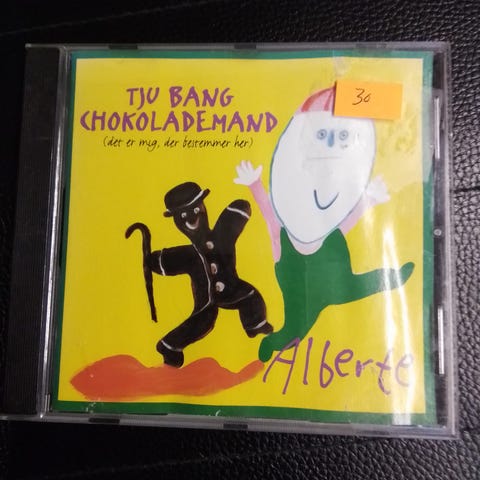 TJU BANG
CHOKOLADEMAND
(det er mig, der bestemmer her)
30
Alberte